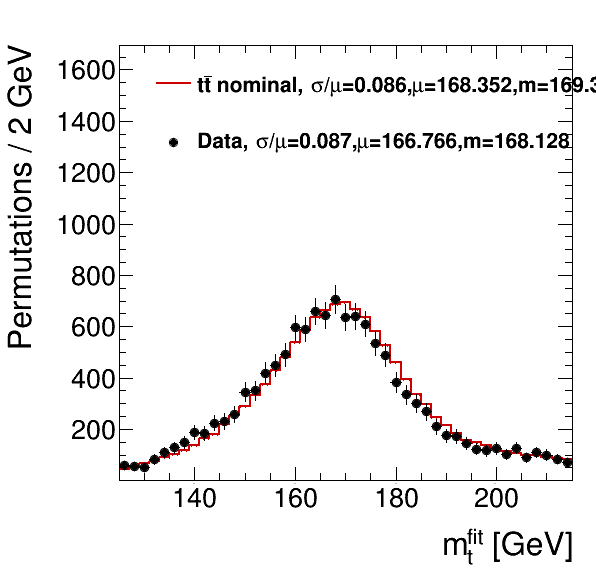 1600
tt̄ nominal, σ/μ=0.086,μ=168.352,m=169.3
1400
Data, σ/μ=0.087,μ=166.766,m=168.128
1200
1000
800
600
400
200
Permutations / 2 GeV
140 160 180 200
m_t^fit [GeV]